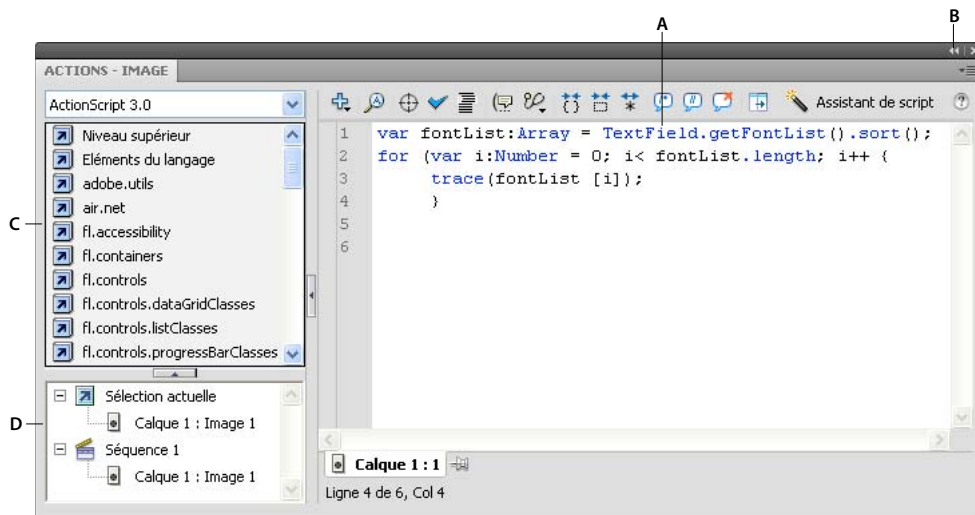 A
B
ACTIONS - IMAGE
ActionScript 3.0
Assistant de script
C
Niveau supérieur
Eléments du langage
adobe.utils
air.net
fl.accessibility
fl.containers
fl.controls
fl.controls.dataGridClasses
fl.controls.listClasses
fl.controls.progressBarClasses
1 var fontList:Array = TextField.getFontList().sort();
2 for (var i:Number = 0; i< fontList.length; i++ {
3 trace(fontList [i]);
4 }
5
6
D
Sélection actuelle
Calque 1 : Image 1
Séquence 1
Calque 1 : Image 1
Calque 1 : 1
Ligne 4 de 6, Col 4